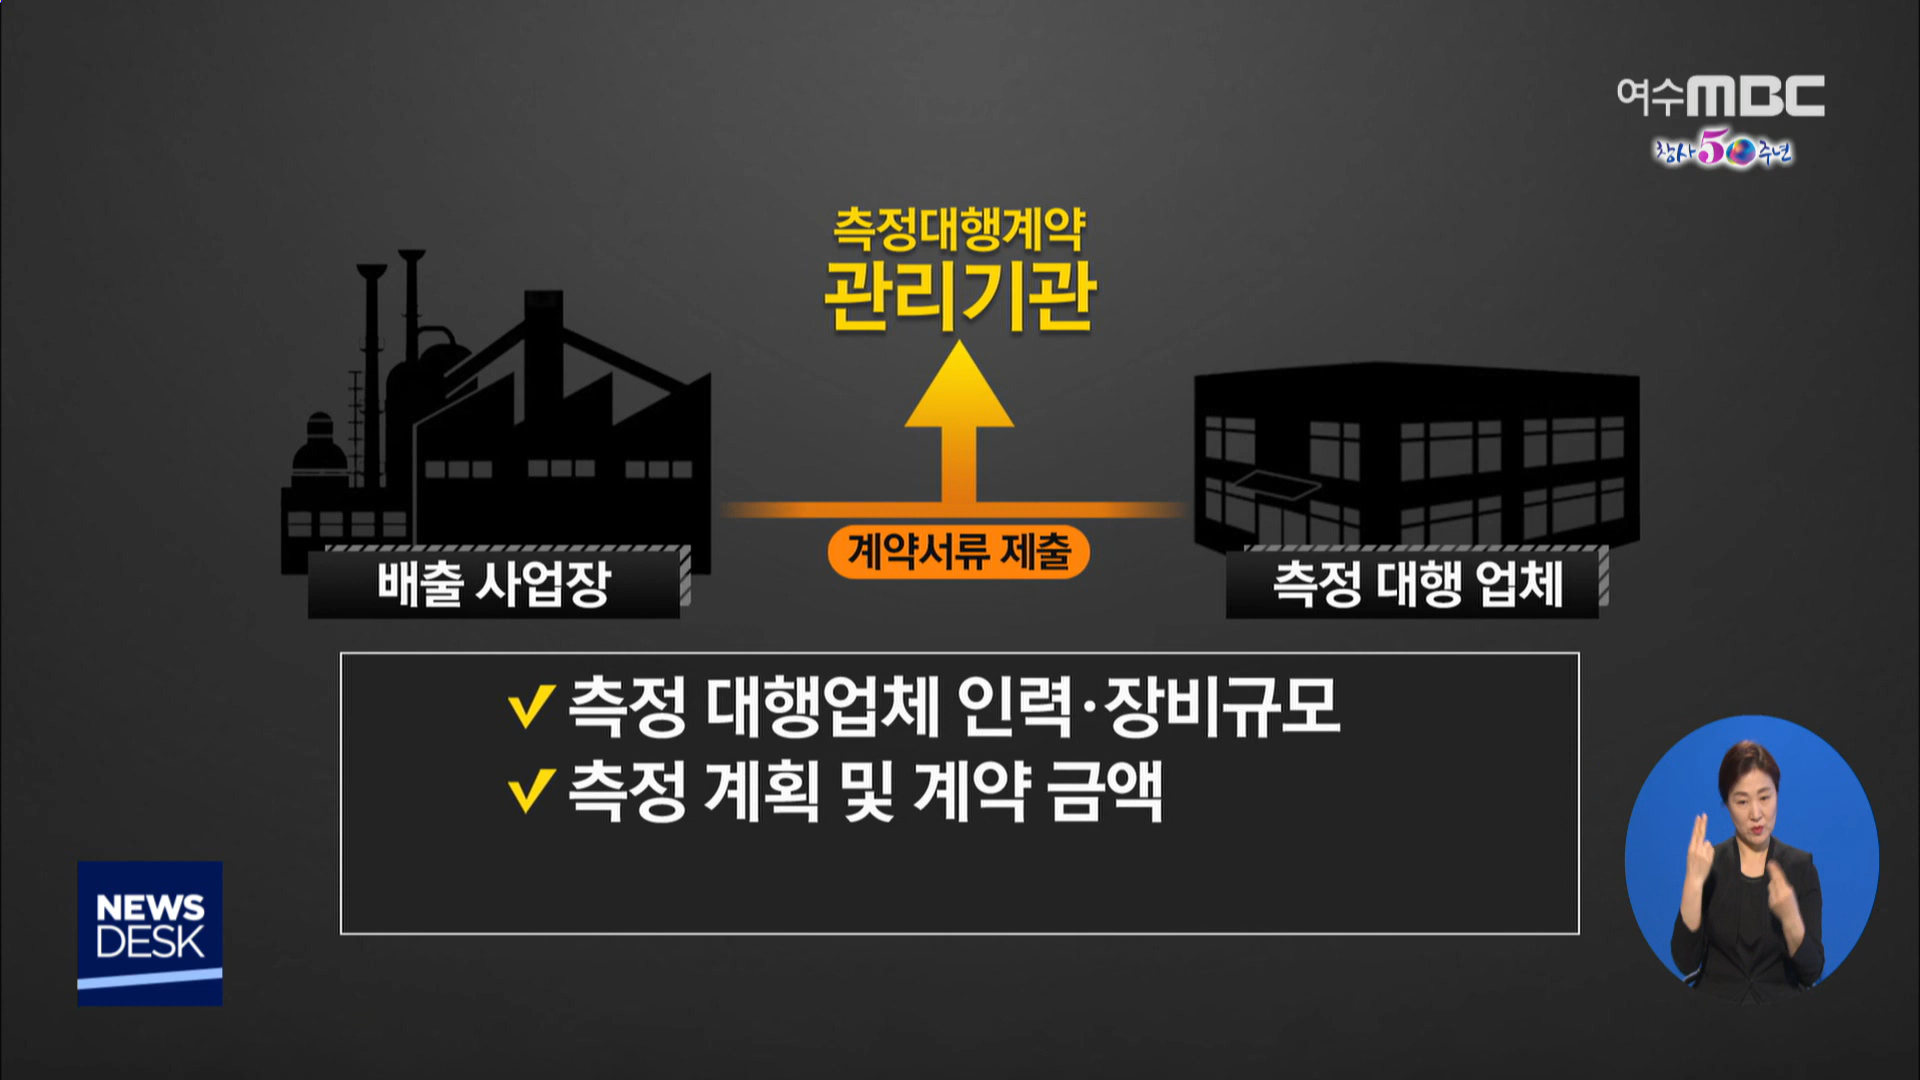 여수MBC
창사50주년
측정대행계약
관리기관
계약서류 제출
배출 사업장
측정 대행 업체
측정 대행업체 인력·장비규모
측정 계획 및 계약 금액
NEWS
DESK